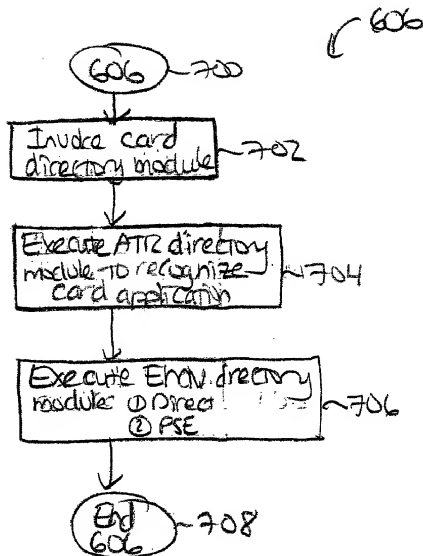 606
606
700
Invoke card
directory module
702
Execute ATR directory
module to recognize
card application
704
Execute EMV directory
module: ① Direct
② PSE
706
End
606
708